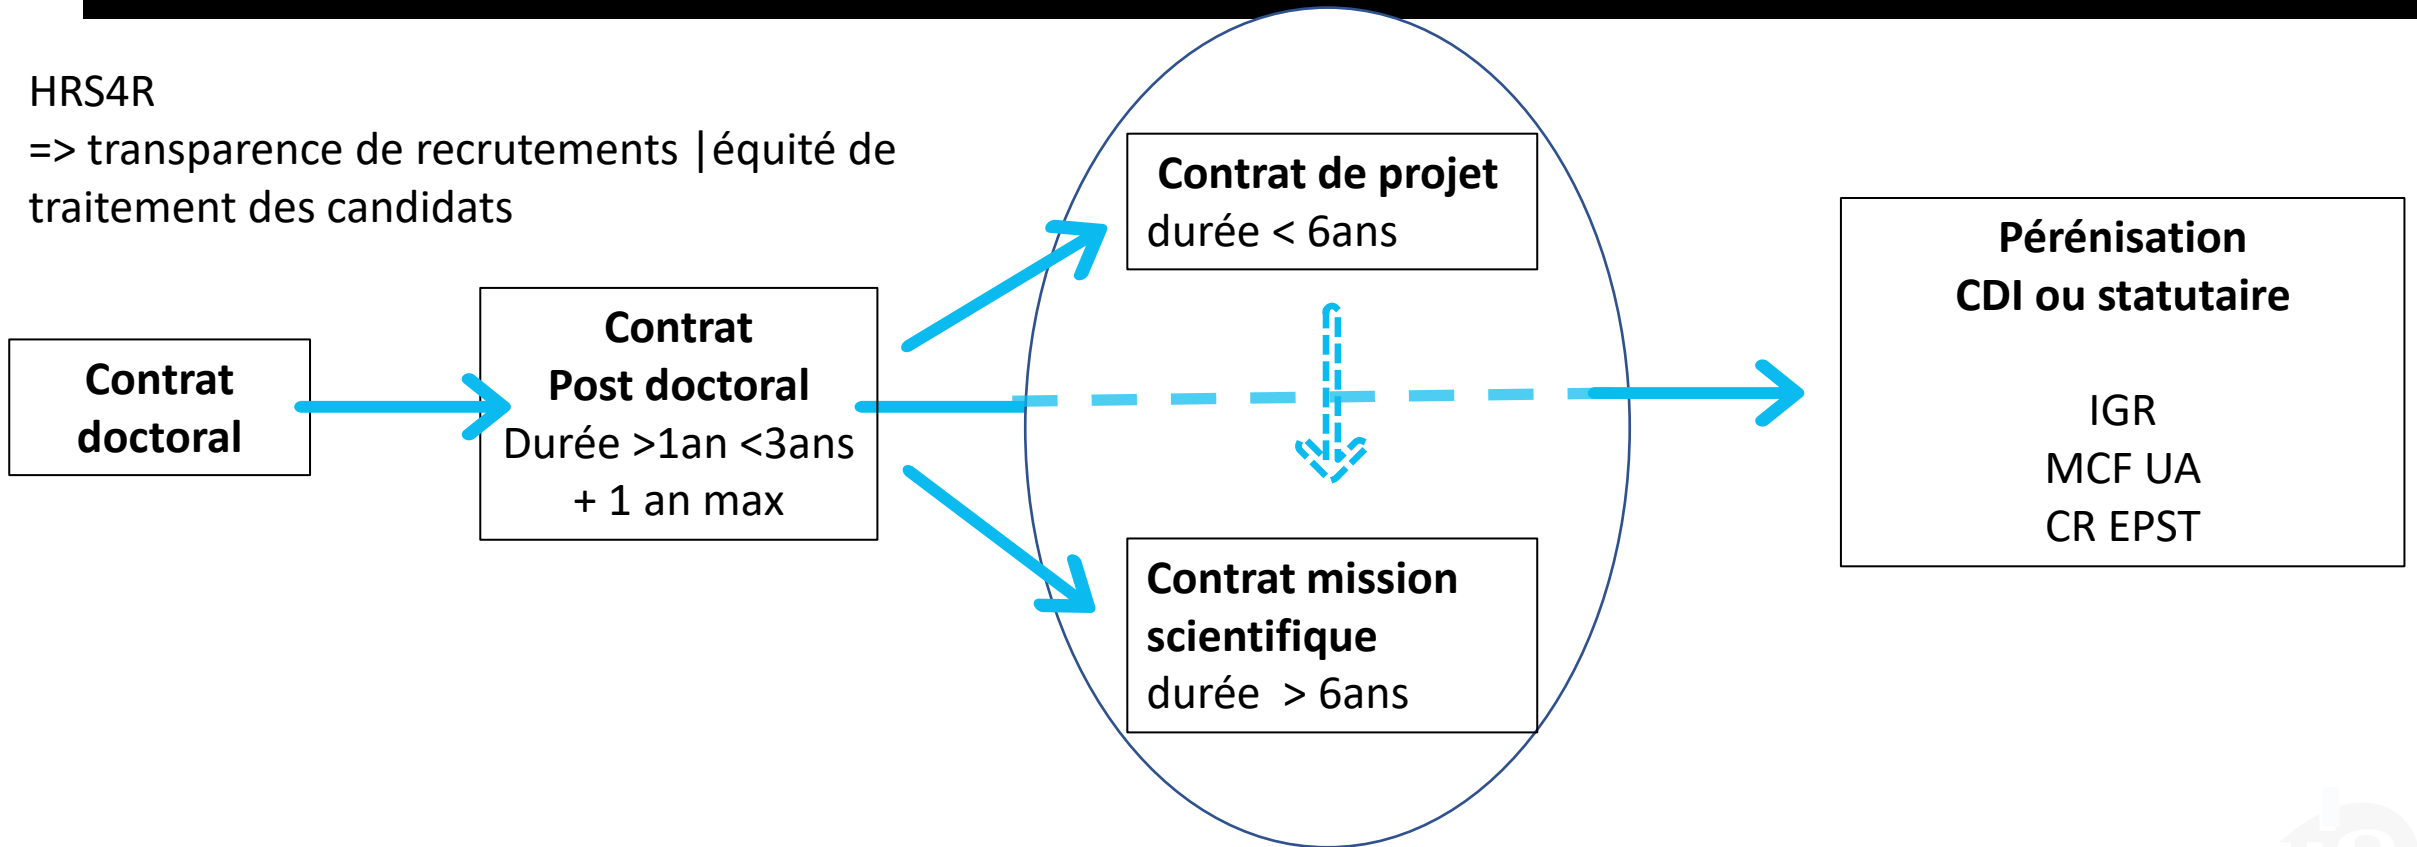 HRS4R
=> transparence de recrutements |équité de
traitement des candidats
Contrat
doctoral
Contrat
Post doctoral
Durée >1an <3ans
+ 1 an max
Contrat de projet
durée < 6ans
Contrat mission
scientifique
durée  > 6ans
Pérénisation
CDI ou statutaire
IGR
MCF UA
CR EPST